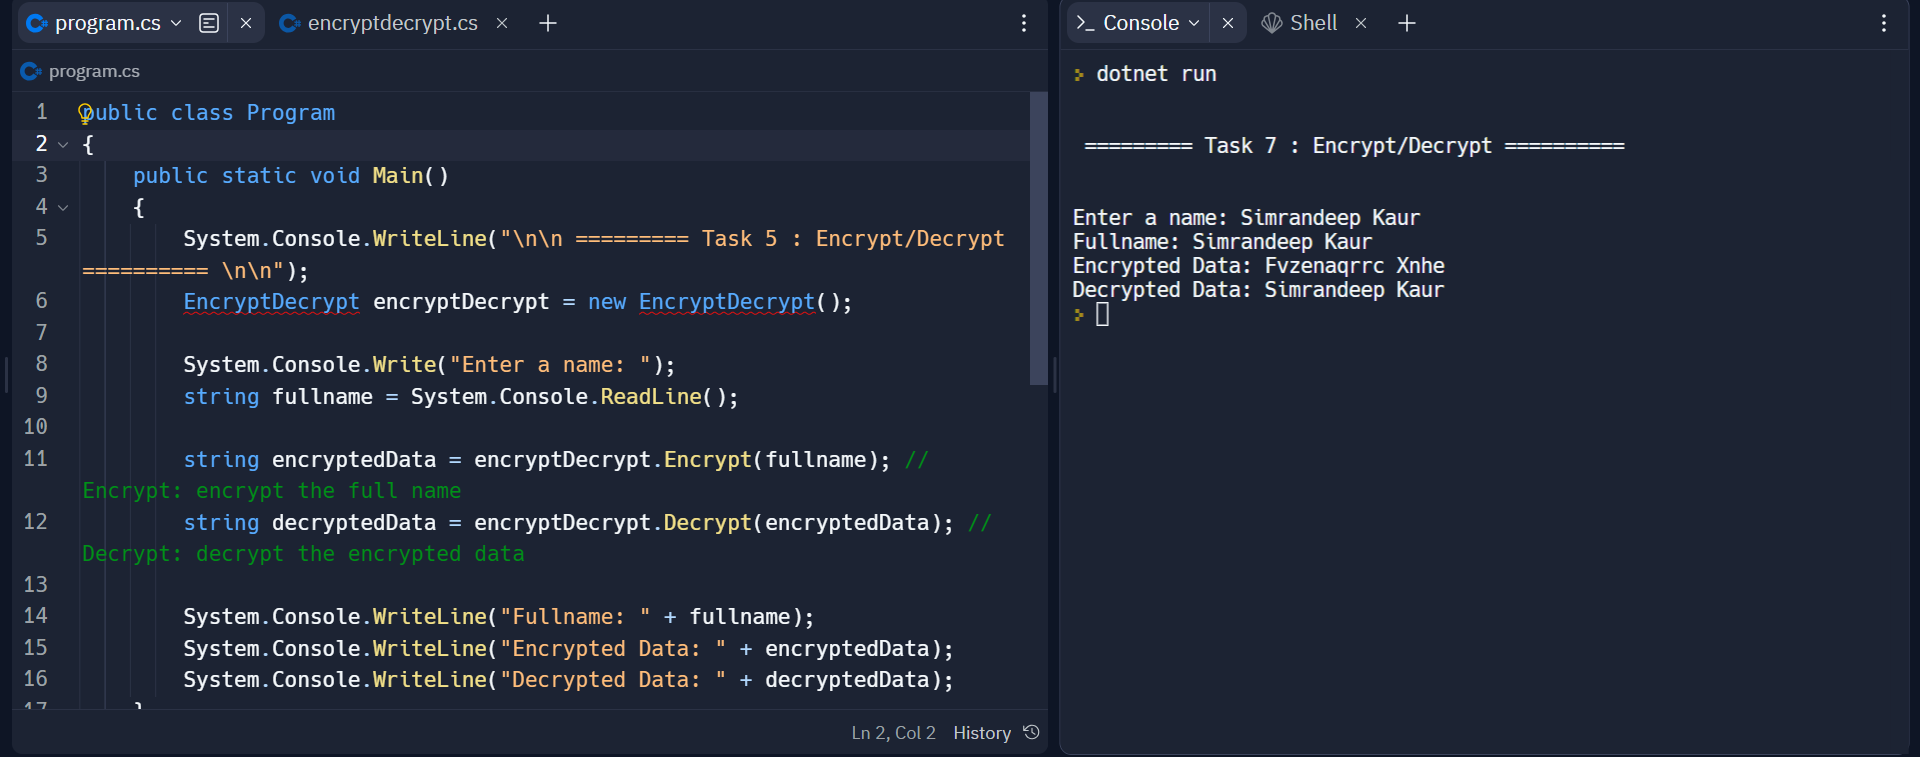 program.cs
encryptdecrypt.cs
program.cs
1 public class Program
2 {
3 public static void Main()
4 {
5 System.Console.WriteLine("\n\n ========= Task 5 : Encrypt/Decrypt
========== \n\n");
6 EncryptDecrypt encryptDecrypt = new EncryptDecrypt();
7
8 System.Console.Write("Enter a name: ");
9 string fullname = System.Console.ReadLine();
10
11 string encryptedData = encryptDecrypt.Encrypt(fullname); //
Encrypt: encrypt the full name
12 string decryptedData = encryptDecrypt.Decrypt(encryptedData); //
Decrypt: decrypt the encrypted data
13
14 System.Console.WriteLine("Fullname: " + fullname);
15 System.Console.WriteLine("Encrypted Data: " + encryptedData);
16 System.Console.WriteLine("Decrypted Data: " + decryptedData);
17 }
Ln 2, Col 2 History
Console
Shell
dotnet run
========= Task 7 : Encrypt/Decrypt ==========
Enter a name: Simrandeep Kaur
Fullname: Simrandeep Kaur
Encrypted Data: Fvzenaqrrc Xnhe
Decrypted Data: Simrandeep Kaur